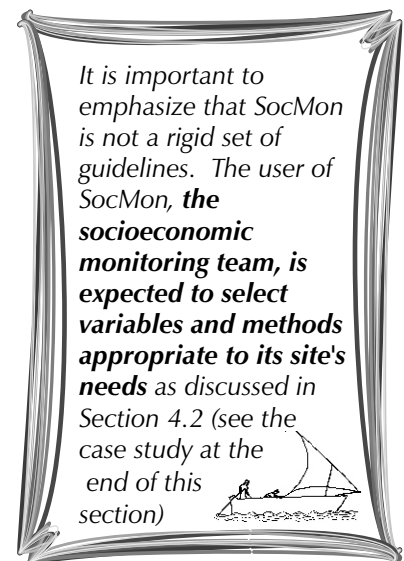 It is important to
emphasize that SocMon
is not a rigid set of
guidelines.  The user of
SocMon, the
socioeconomic
monitoring team, is
expected to select
variables and methods
appropriate to its site's
needs as discussed in
Section 4.2 (see the
case study at the
end of this
section)